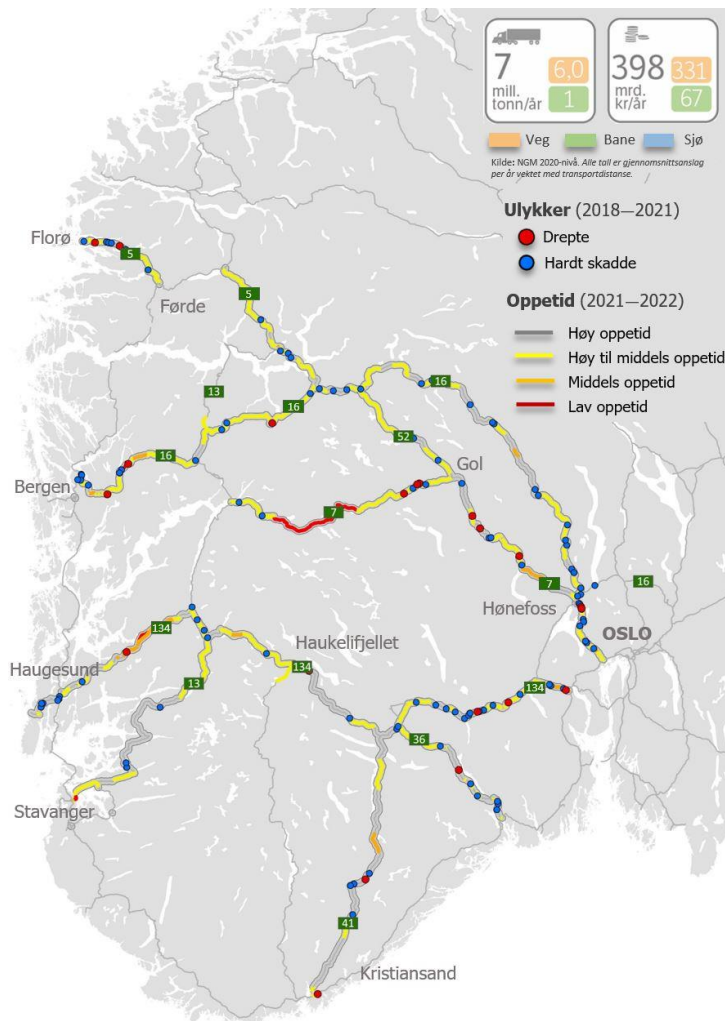 7
6,0
mill.
tonn/år
1
398
331
mrd.
kr/år
67
Veg
Bane
Sjø
Kilde: NGM 2020-nivå. Alle tall er gjennomsnittsanslag
per år vektet med transportdistanse.
Ulykker (2018—2021)
Drepte
Hardt skadde
Oppetid (2021—2022)
Høy oppetid
Høy til middels oppetid
Middels oppetid
Lav oppetid
Florø
5
Førde
5
13
16
16
52
16
Gol
Bergen
16
7
7
Hønefoss
16
OSLO
134
Haukelifjellet
134
Haugesund
13
134
36
Stavanger
41
Kristiansand